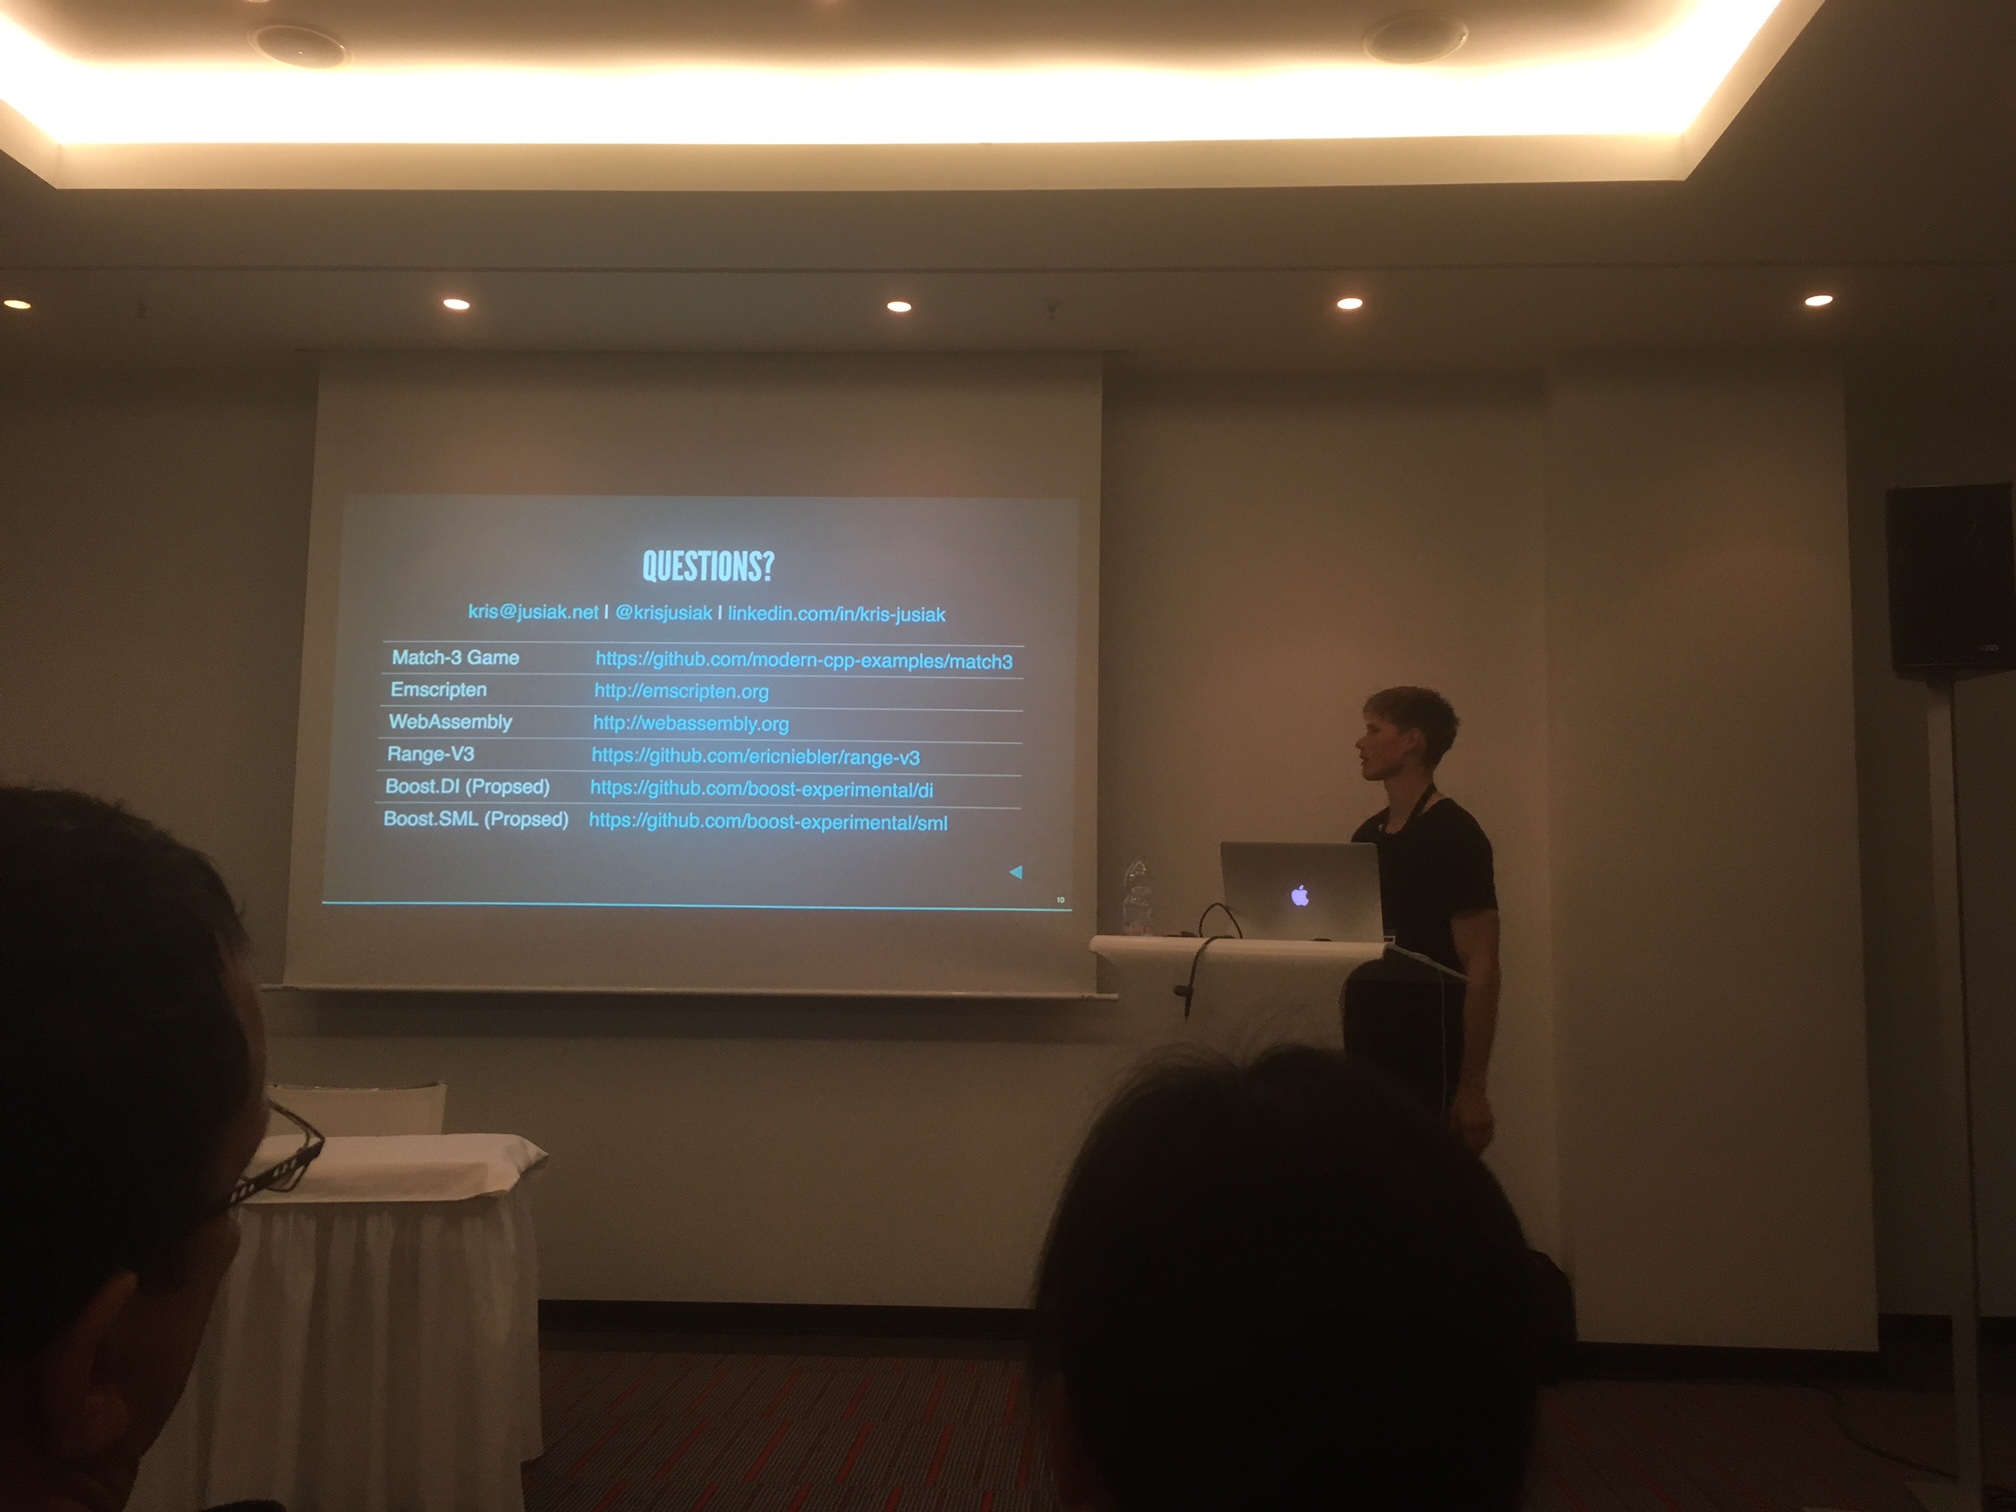 QUESTIONS?
kris@jusiak.net | @krisjusiak | linkedin.com/in/kris-jusiak
Match-3 Game https://github.com/modern-cpp-examples/match3
Emscripten http://emscripten.org
WebAssembly http://webassembly.org
Range-V3 https://github.com/ericniebler/range-v3
Boost.DI (Propsed) https://github.com/boost-experimental/di
Boost.SML (Propsed) https://github.com/boost-experimental/sml
10